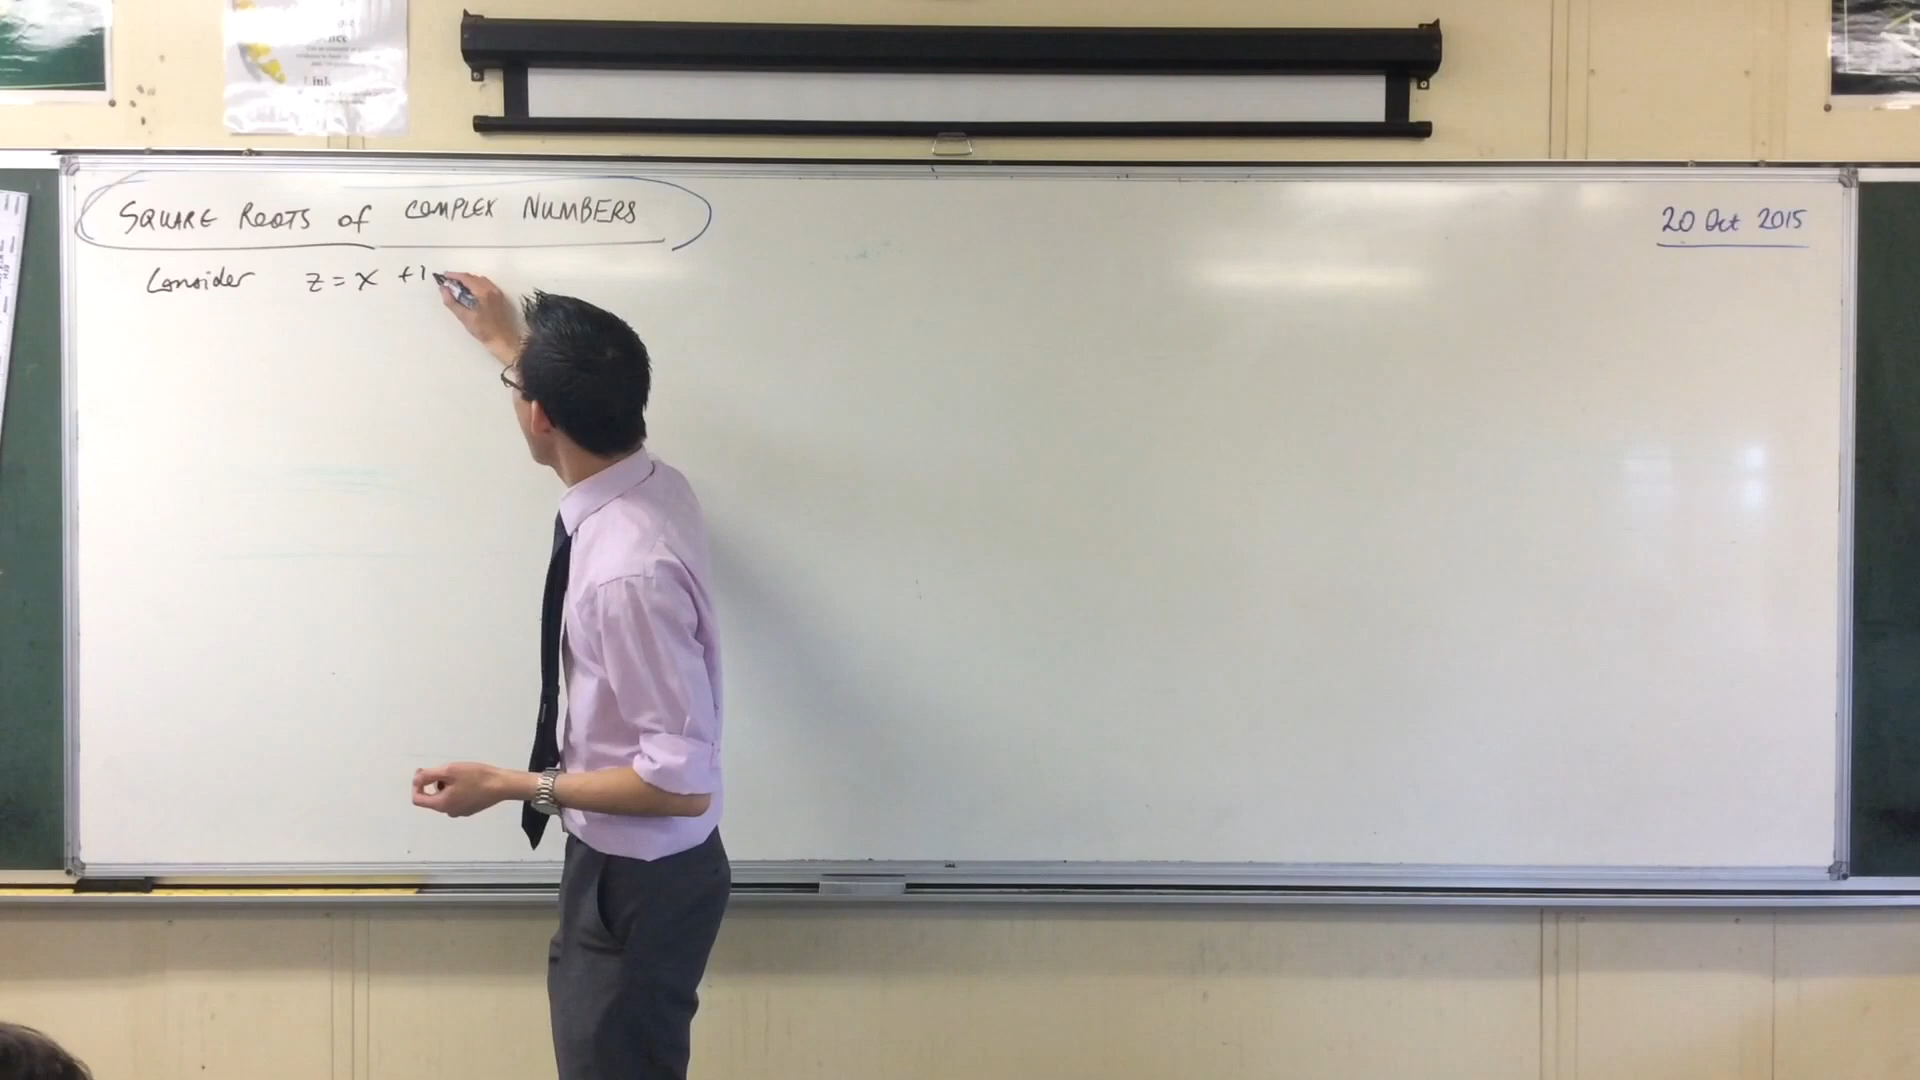 SQUARE ROOTS of COMPLEX NUMBERS
20 Oct 2015
Consider z = x + i